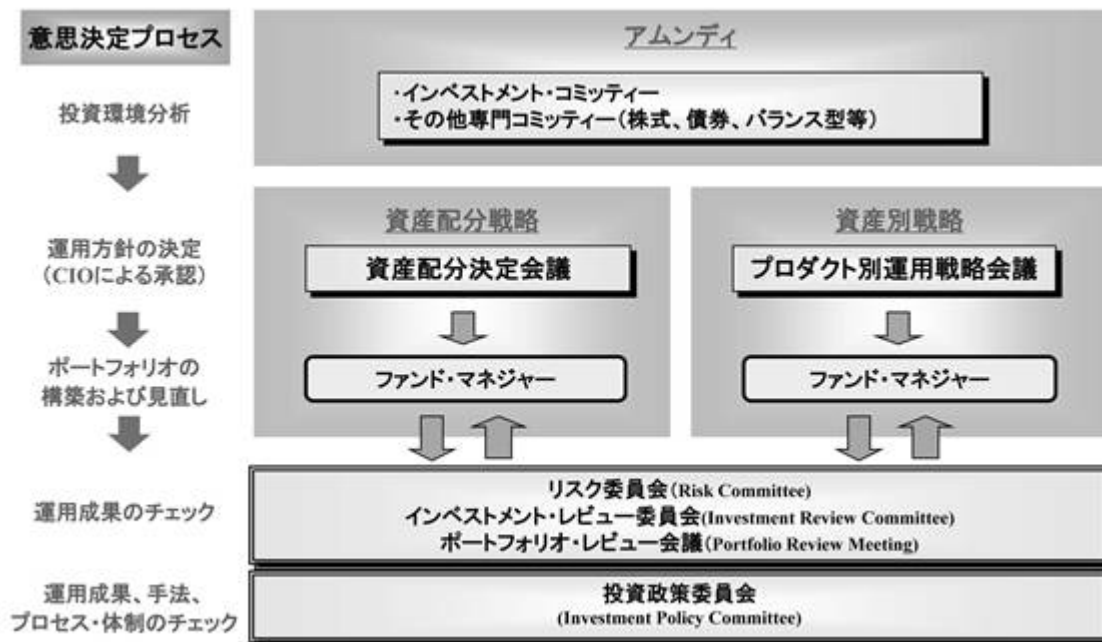 意思決定プロセス
アムンディ
投資環境分析
・インベストメント・コミッティー
・その他専門コミッティー（株式、債券、バランス型等）
運用方針の決定
（CIOによる承認）
資産配分戦略
資産配分決定会議
資産別戦略
プロダクト別運用戦略会議
ポートフォリオの
構築および見直し
ファンド・マネジャー
ファンド・マネジャー
運用成果のチェック
リスク委員会（Risk Committee）
インベストメント・レビュー委員会（Investment Review Committee）
ポートフォリオ・レビュー会議（Portfolio Review Meeting）
運用成果、手法、
プロセス・体制のチェック
投資政策委員会
(Investment Policy Committee)